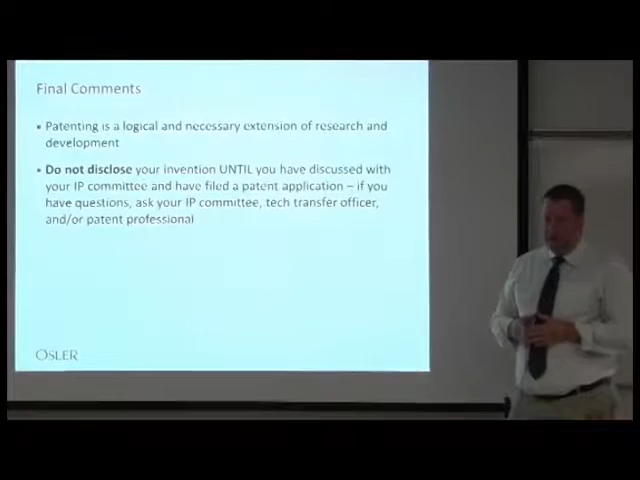 Final Comments
▪ Patenting is a logical and necessary extension of research and
development
▪ Do not disclose your invention UNTIL you have discussed with
your IP committee and have filed a patent application – if you
have questions, ask your IP committee, tech transfer officer,
and/or patent professional
OSLER